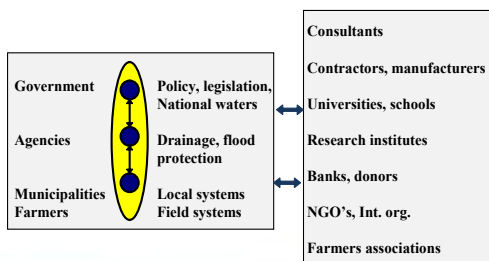 Government
Policy, legislation,
National waters
Agencies
Drainage, flood
protection
Municipalities
Farmers
Local systems
Field systems
Consultants
Contractors, manufacturers
Universities, schools
Research institutes
Banks, donors
NGO's, Int. org.
Farmers associations